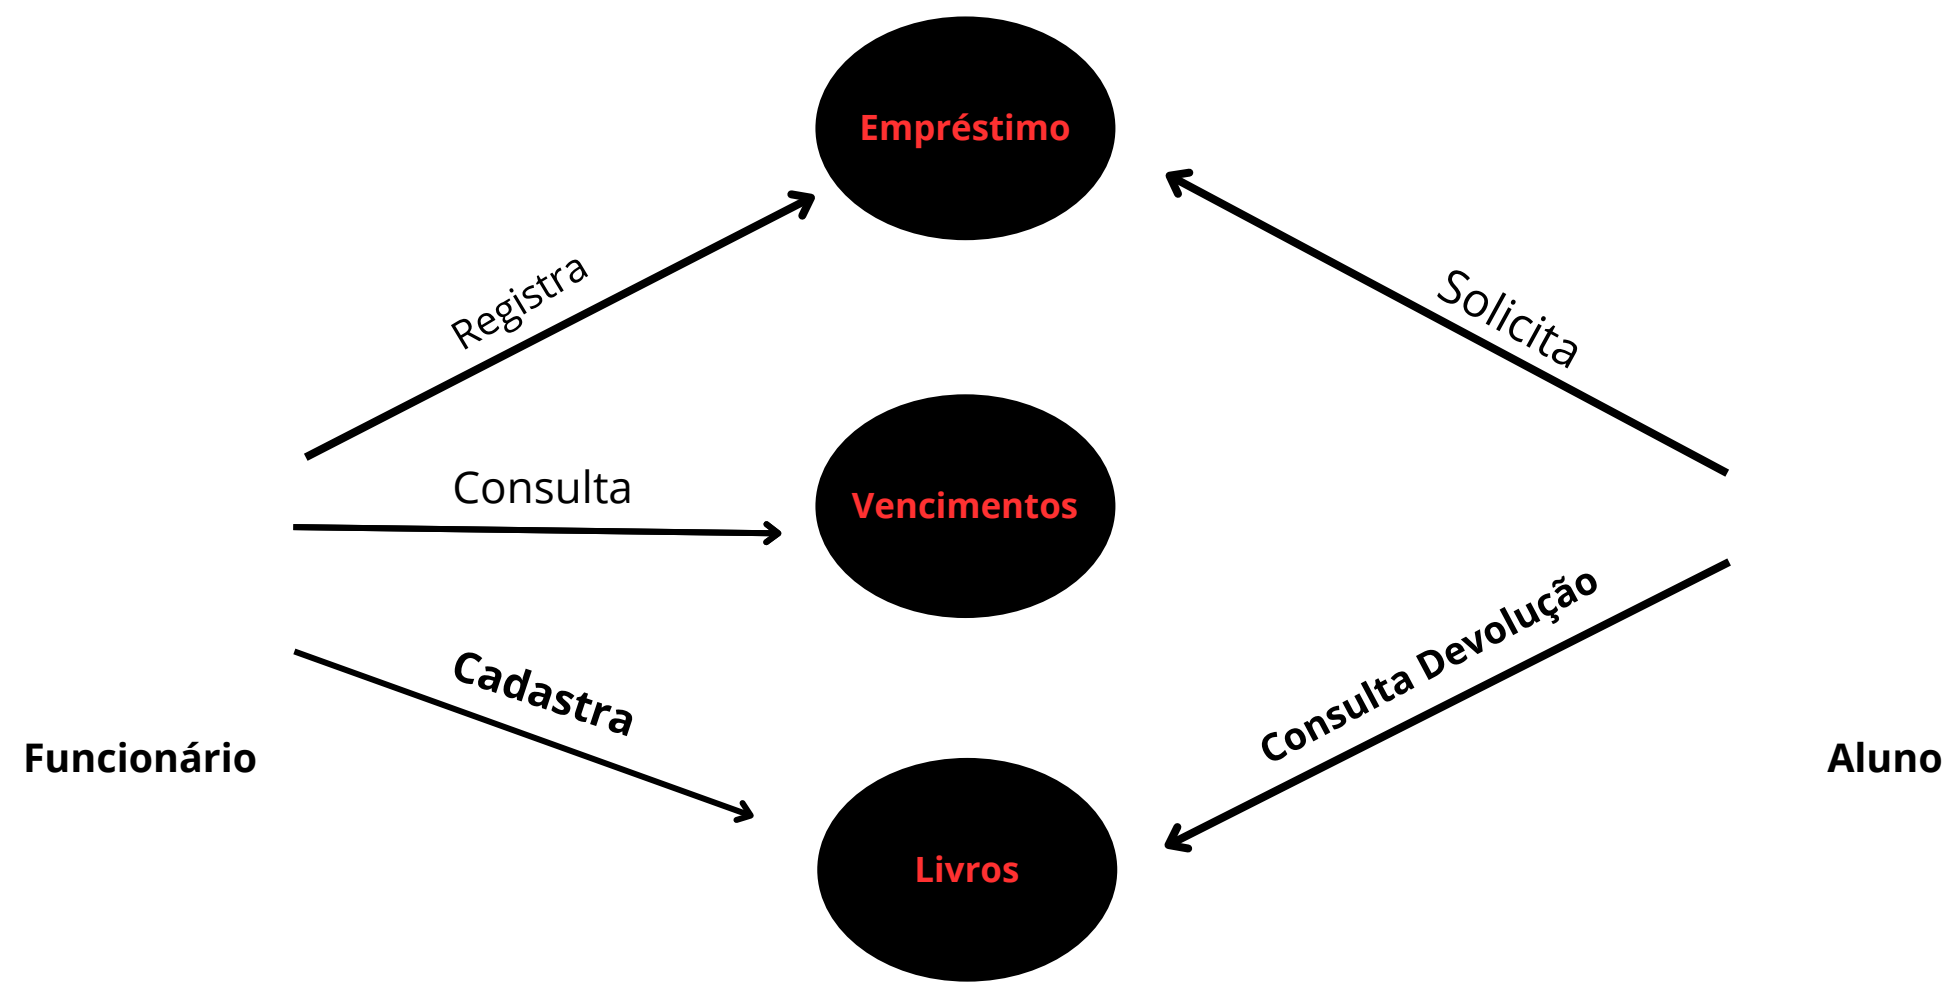 Empréstimo
Registra
Solicita
Consulta
Vencimentos
Consulta Devolução
Cadastra
Funcionário
Aluno
Livros